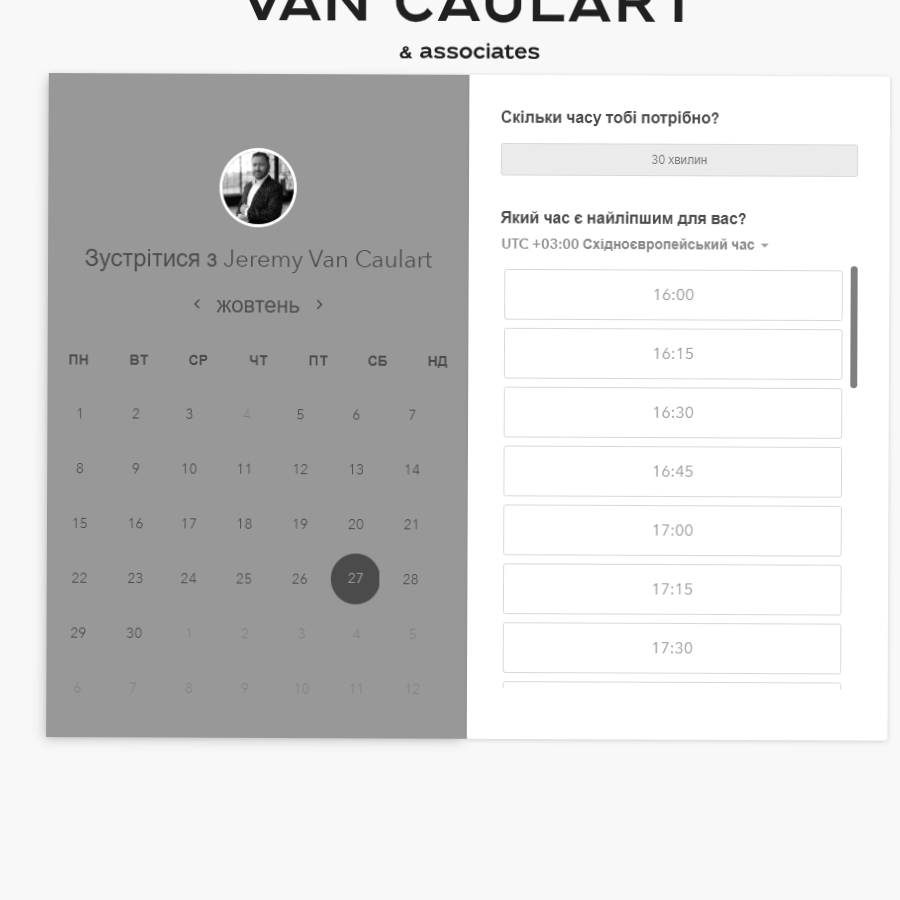 VAN CAULART
& associates
Зустрітися з Jeremy Van Caulart
жовтень
ПН ВТ СР ЧТ ПТ СБ НД
1 2 3 4 5 6 7
8 9 10 11 12 13 14
15 16 17 18 19 20 21
22 23 24 25 26 27 28
29 30 1 2 3 4 5
6 7 8 9 10 11 12
Скільки часу тобі потрібно?
30 хвилин
Який час є найліпшим для вас?
UTC +03:00 Східноєвропейський час
16:00
16:15
16:30
16:45
17:00
17:15
17:30